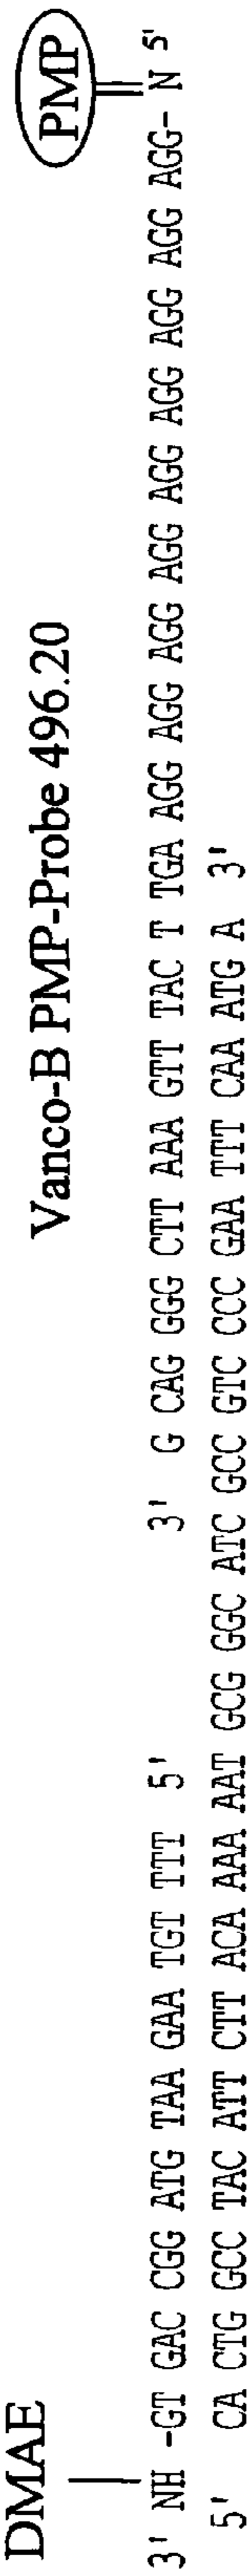 Vanco-B PMP-Probe 496.20
DMAE
PMP
3' NH -GT GAC CGG ATG TAA GAA TGT TTT 5'
3' G CAG GGG CTT AAA GTT TAC T TGA AGG AGG AGG AGG AGG AGG AGG AGG- N 5'
5' CA CTG GCC TAC ATT CTT ACA AAA AAT GCG GGC ATC GCC GTC CCC GAA TTT CAA ATG A 3'